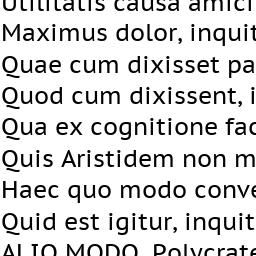 Utilitatis causa amici
Maximus dolor, inquit
Quae cum dixisset pa
Quod cum dixissent, i
Qua ex cognitione fac
Quis Aristidem non m
Haec quo modo conve
Quid est igitur, inquit
ALIO MODO. Polycrate